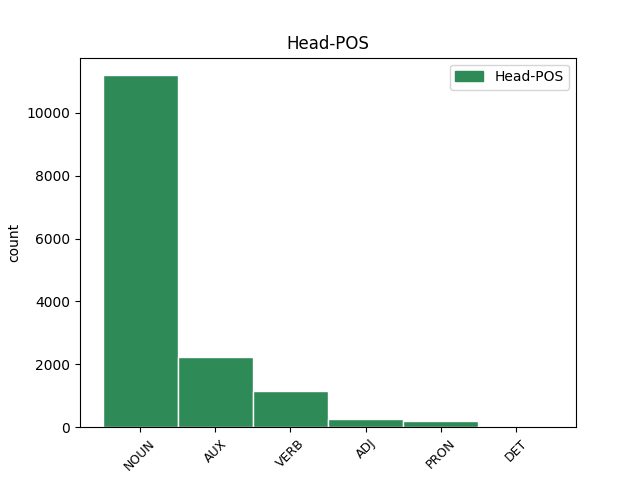 Head-POS
Head-POS
10000
8000
6000
4000
2000
0
count
NOUN
AUX
VERB
ADJ
PRON
DET